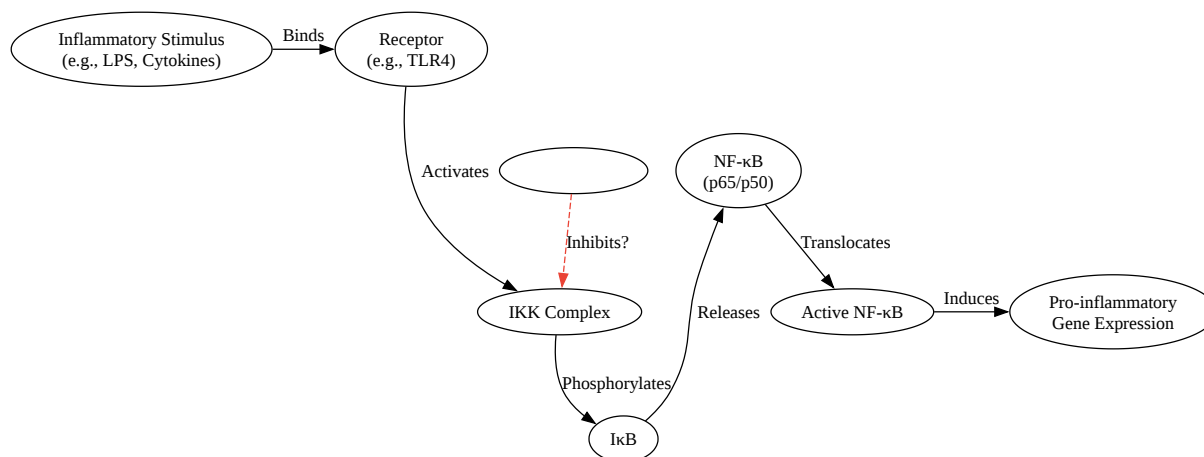 Inflammatory Stimulus
(e.g., LPS, Cytokines)
Binds
Receptor
(e.g., TLR4)
Activates
Inhibits?
IKK Complex
Phosphorylates
IκB
Releases
NF-κB
(p65/p50)
Translocates
Active NF-κB
Induces
Pro-inflammatory
Gene Expression